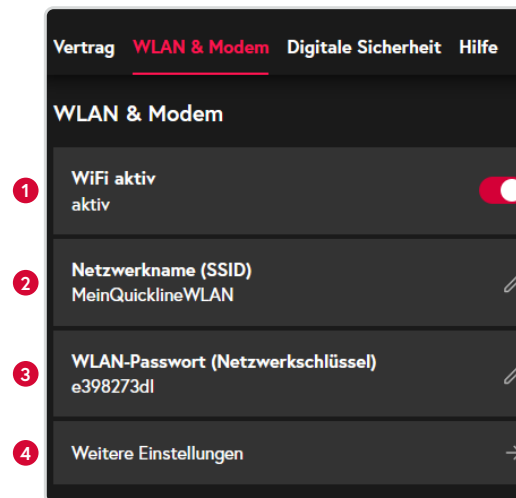 Vertrag WLAN & Modem Digitale Sicherheit Hilfe
WLAN & Modem
1 WiFi aktiv
aktiv
2 Netzwerkname (SSID)
MeinQuicklineWLAN
3 WLAN-Passwort (Netzwerkschlüssel)
e398273dl
4 Weitere Einstellungen